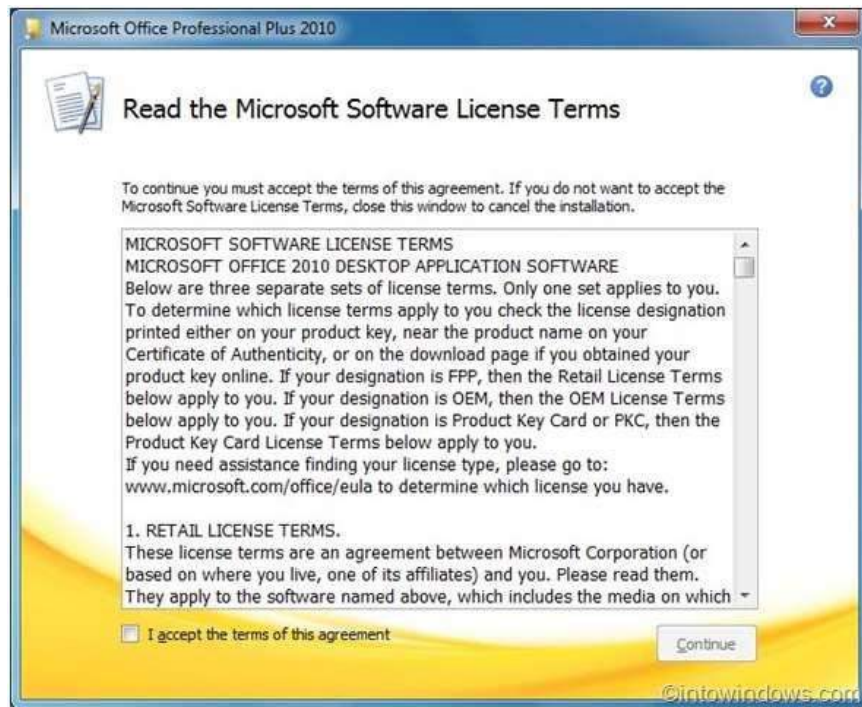 Microsoft Office Professional Plus 2010
Read the Microsoft Software License Terms
To continue you must accept the terms of this agreement. If you do not want to accept the
Microsoft Software License Terms, close this window to cancel the installation.
MICROSOFT SOFTWARE LICENSE TERMS
MICROSOFT OFFICE 2010 DESKTOP APPLICATION SOFTWARE
Below are three separate sets of license terms. Only one set applies to you.
To determine which license terms apply to you check the license designation
printed either on your product key, near the product name on your
Certificate of Authenticity, or on the download page if you obtained your
product key online. If your designation is FPP, then the Retail License Terms
below apply to you. If your designation is OEM, then the OEM License Terms
below apply to you. If your designation is Product Key Card or PKC, then the
Product Key Card License Terms below apply to you.
If you need assistance finding your license type, please go to:
www.microsoft.com/office/eula to determine which license you have.
1. RETAIL LICENSE TERMS.
These license terms are an agreement between Microsoft Corporation (or
based on where you live, one of its affiliates) and you. Please read them.
They apply to the software named above, which includes the media on which
I accept the terms of this agreement
Continue
©intowindows.com